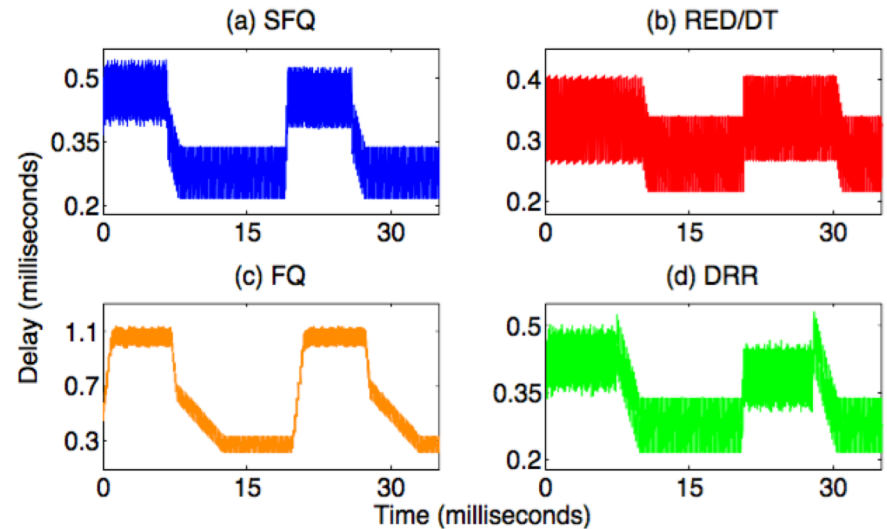 (a) SFQ
(b) RED/DT
0.5
0.35
0.2
0 15 30
0.4
0.3
0.2
0 15 30
Delay (milliseconds)
(c) FQ
(d) DRR
1.1
0.7
0.3
0 15 30
0.5
0.35
0.2
0 15 30
Time (milliseconds)